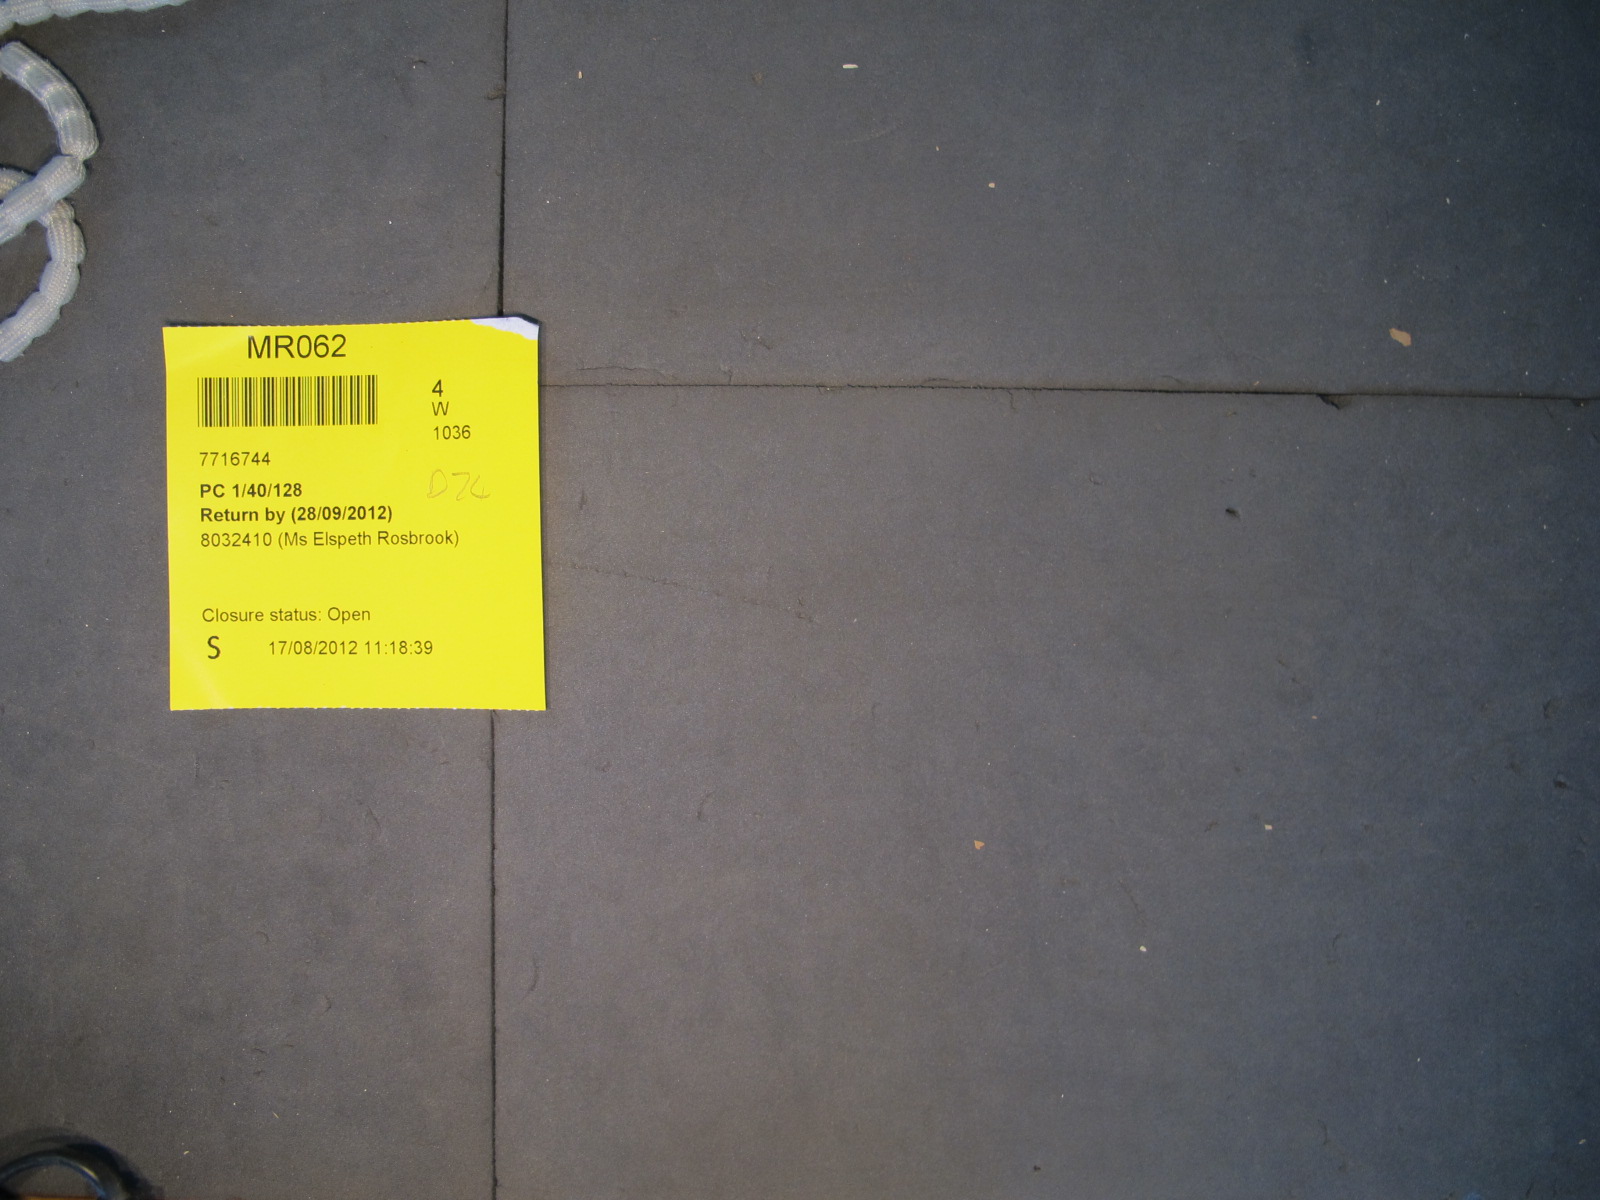 MR062
4
W
1036
7716744
PC 1/40/128
Return by (28/09/2012)
8032410 (Ms Elspeth Rosbrook)
Closure status: Open
S 17/08/2012 11:18:39